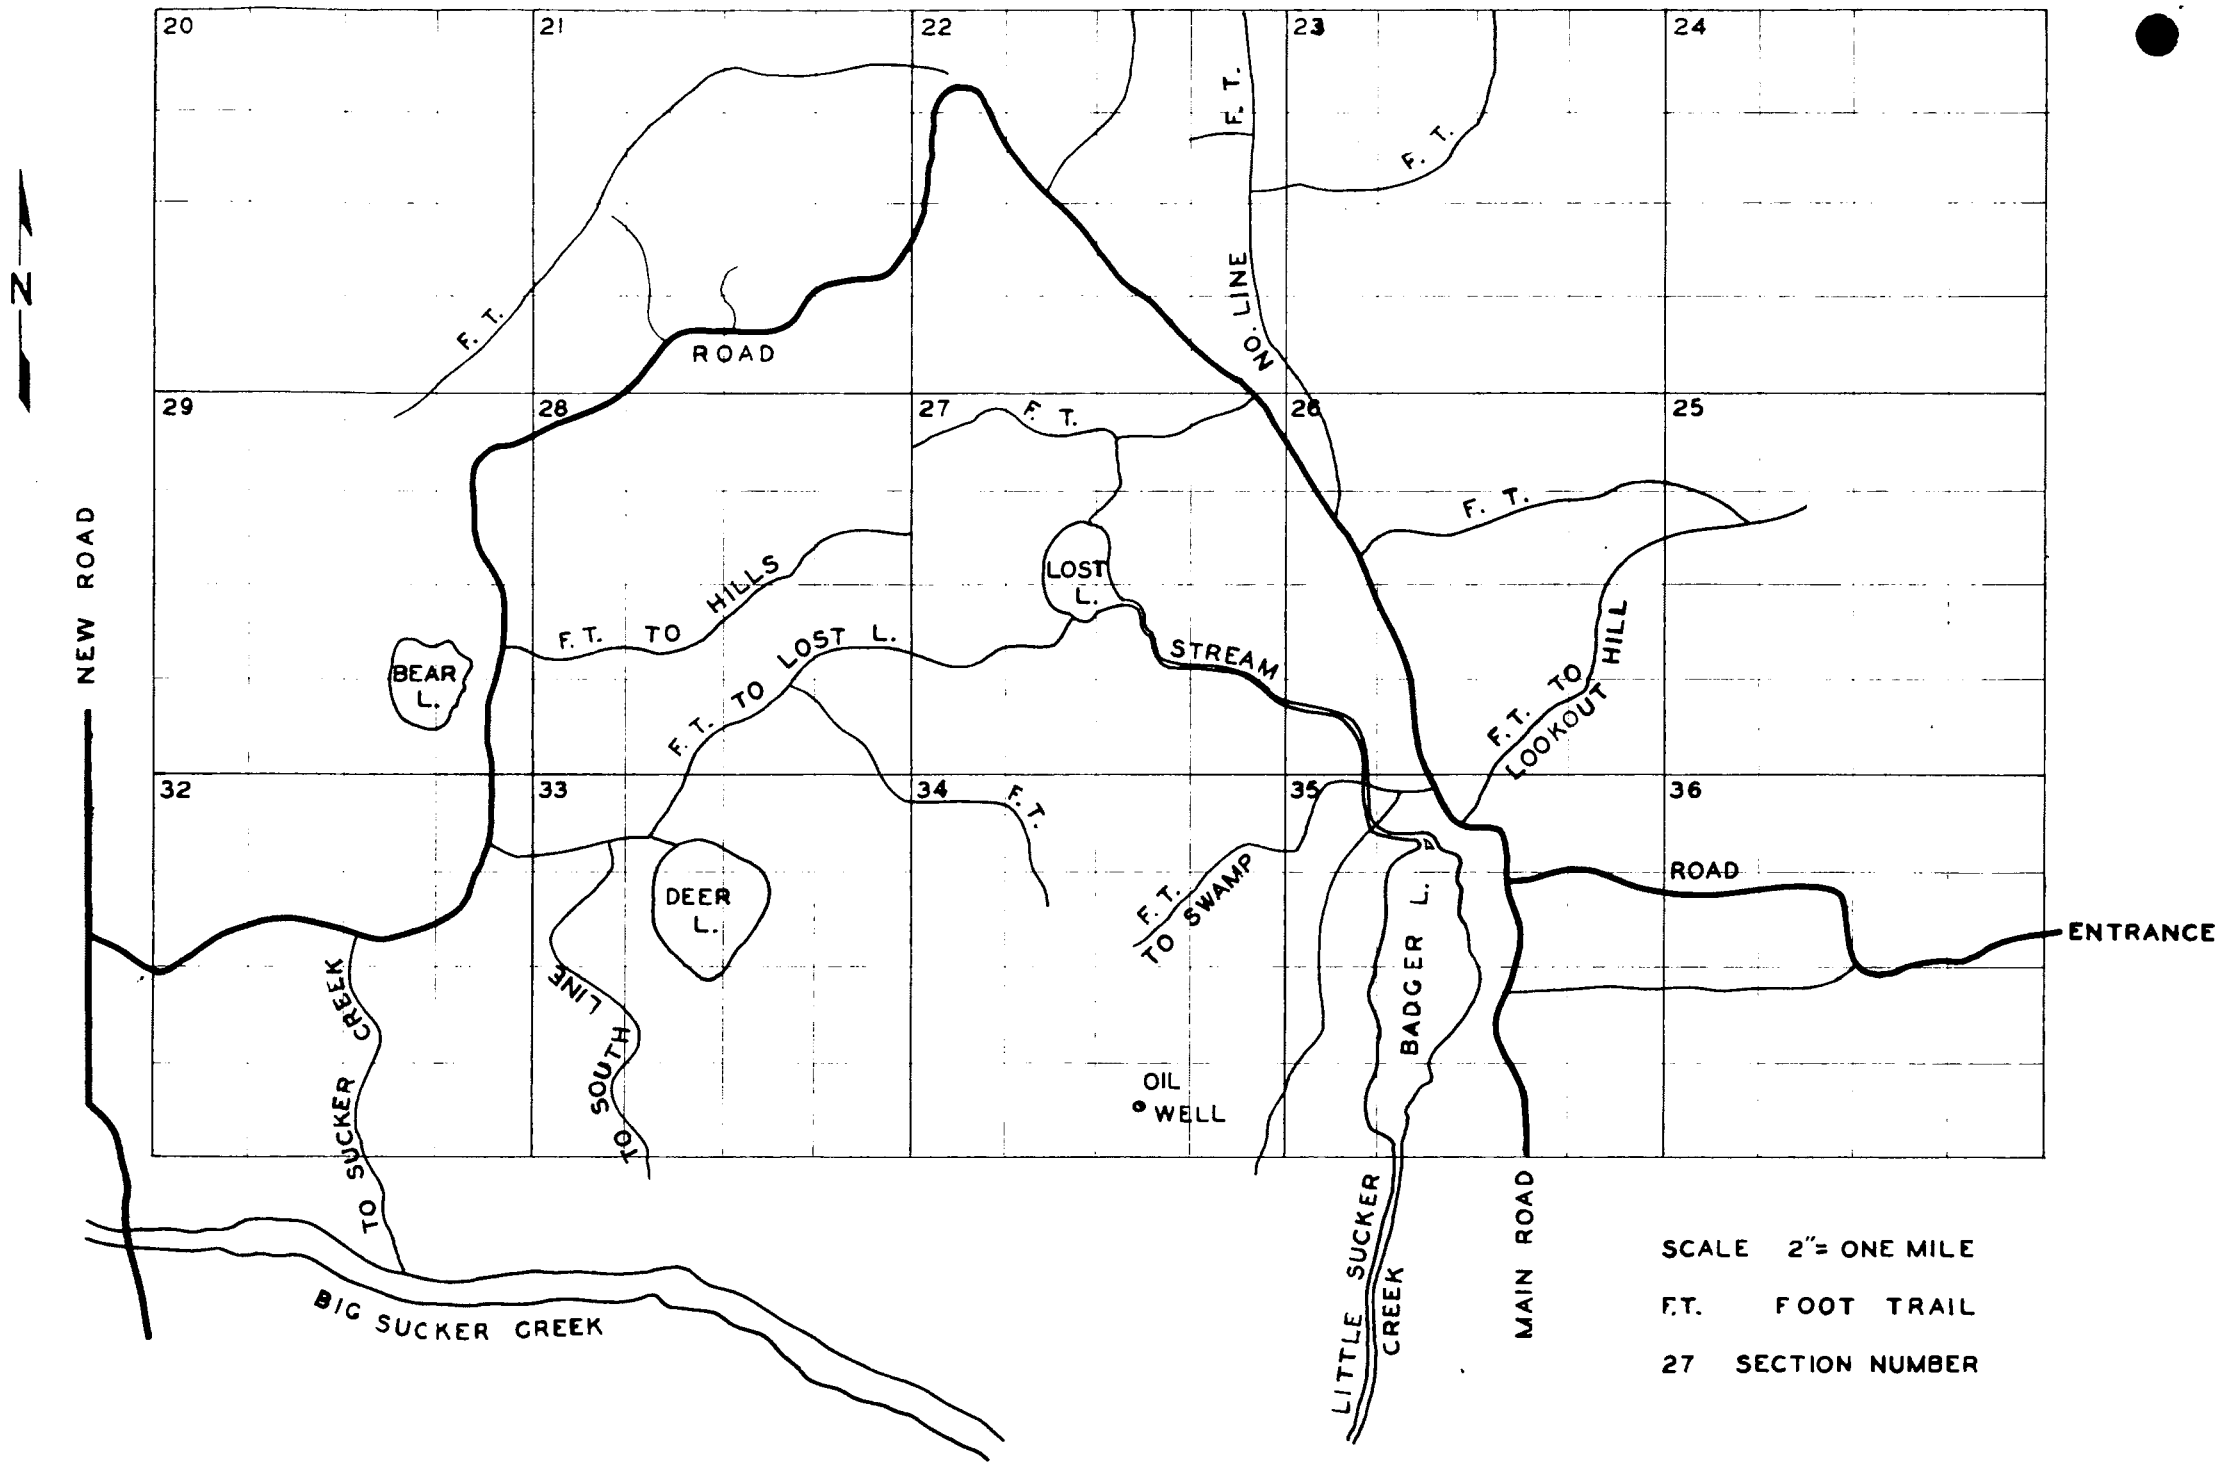 20
21
22
23
24
F. T.
F. T.
F. T.
NO. LINE
ROAD
N
29
28
27
26
25
F. T.
F. T.
NEW ROAD
LOST
L.
F. T. TO HILLS
F. T. TO LOST L.
STREAM
BEAR
L.
F. T. TO
LOOKOUT HILL
32
33
34
35
36
F. T.
DEER
L.
F. T.
TO SWAMP
ROAD
ENTRANCE
BADGER L.
TO SUCKER CREEK
TO SOUTH LINE
OIL
WELL
BIG SUCKER CREEK
LITTLE SUCKER
CREEK
MAIN ROAD
SCALE 2"= ONE MILE
F.T. FOOT TRAIL
27 SECTION NUMBER